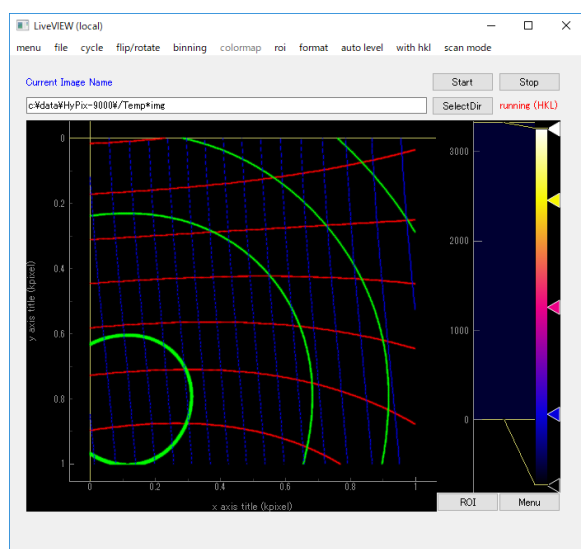 LiveVIEW (local)
menu file cycle flip/rotate binning colormap roi format auto level with hkl scan mode
Current Image Name
Start Stop
c:¥data¥HyPix-9000¥/Temp*img
SelectDir running (HKL)
0
0.2
0.4
0.6
0.8
1
y axis title (kpixel)
0 0.2 0.4 0.6 0.8 1
x axis title (kpixel)
3000
2000
1000
0
ROI Menu